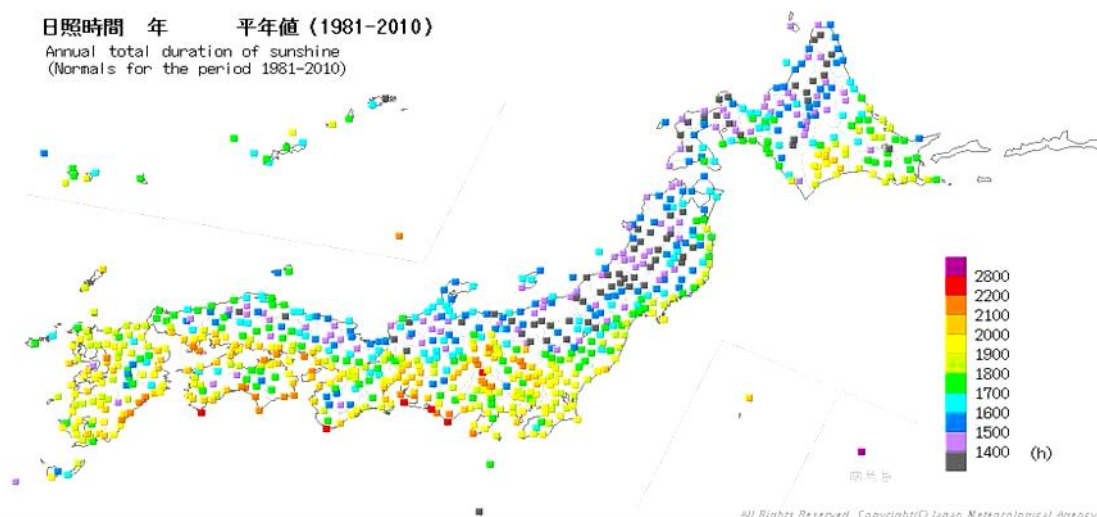 日照時間 年 平年値 (1981-2010)
Annual total duration of sunshine
(Normals for the period 1981-2010)
2800
2200
2000
1900
1800
1700
1600
1500
1400 (h)
南鳥島
All Rights Reserved. Copyright(C) Japan Meteorological Agency